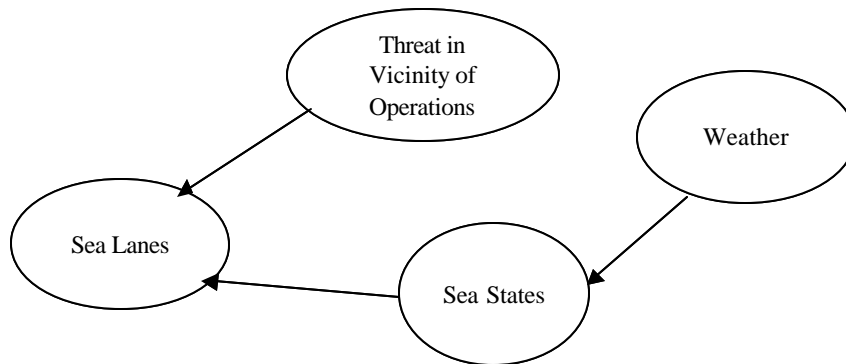 Threat in
Vicinity of
Operations
Weather
Sea Lanes
Sea States